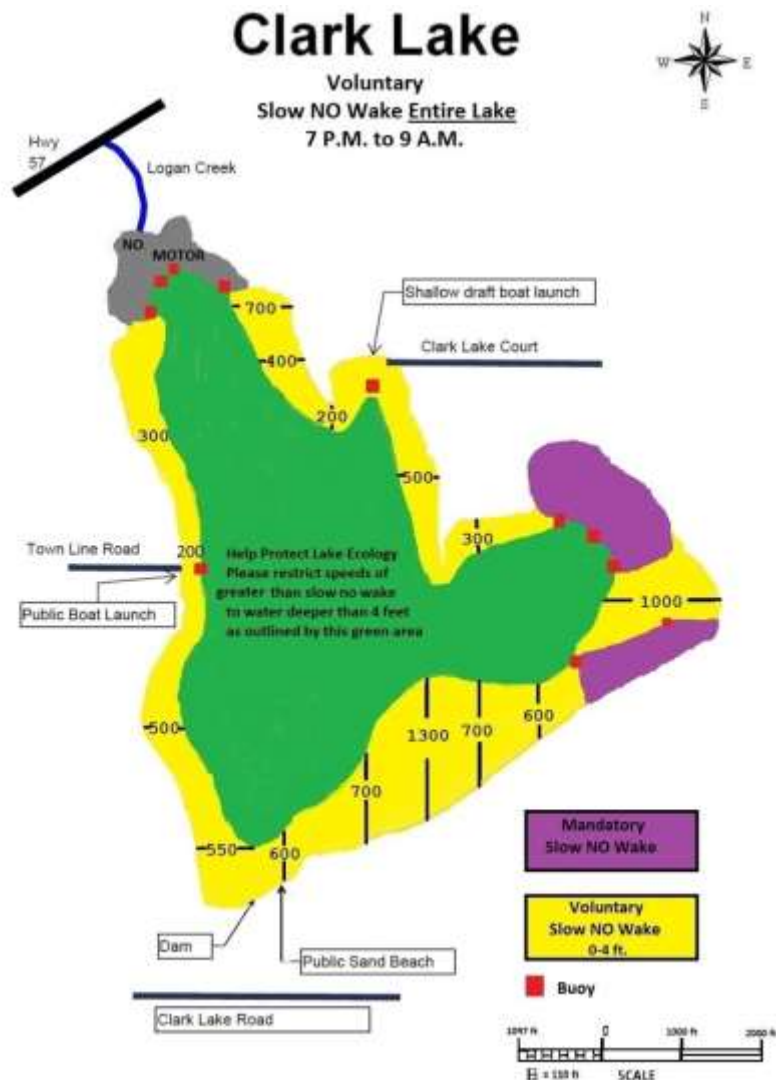 Clark Lake
Voluntary
Slow NO Wake Entire Lake
7 P.M. to 9 A.M.
N
W E
S
Hwy
57
Logan Creek
NO
MOTOR
Shallow draft boat launch
700
Clark Lake Court
400
200
300
500
300
Town Line Road
200
Help Protect Lake Ecology
Please restrict speeds of
greater than slow no wake
to water deeper than 4 feet
as outlined by this green area
Public Boat Launch
1000
500
1300
700
600
700
550
600
Mandatory
Slow NO Wake
Voluntary
Slow NO Wake
0-4 ft.
Dam
Public Sand Beach
Buoy
Clark Lake Road
0
1000 ft
2000 ft
SCALE